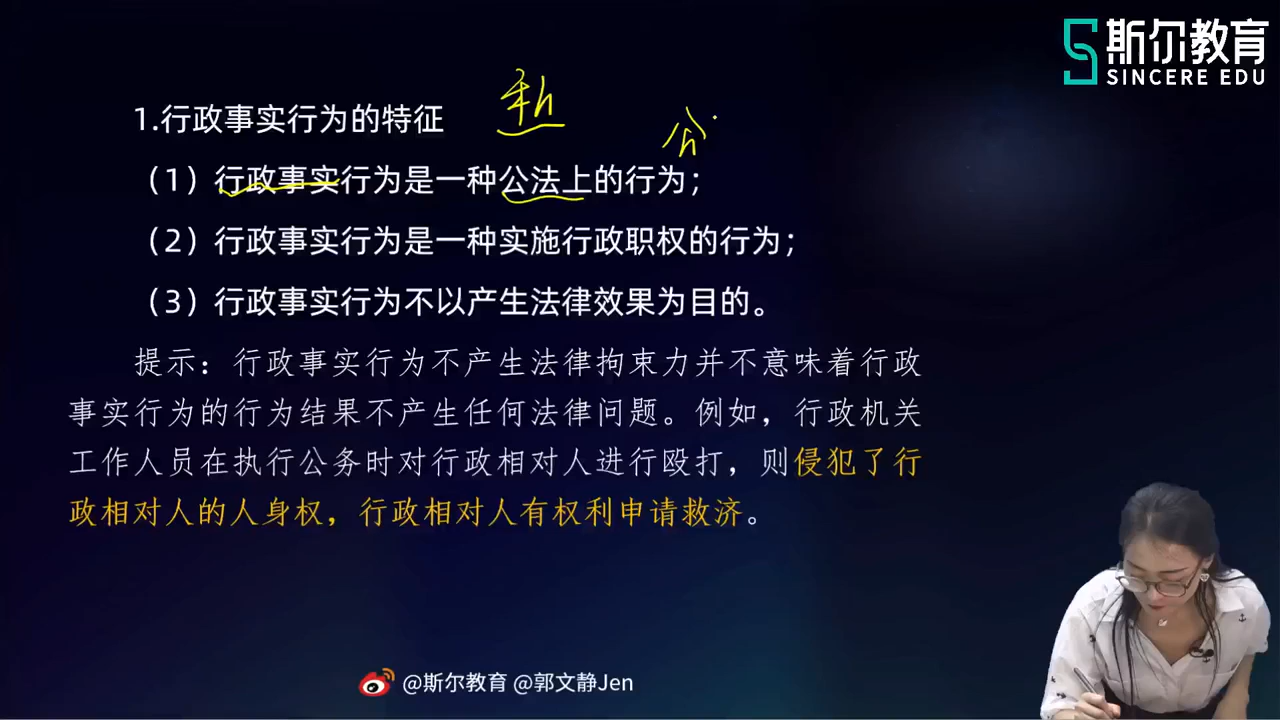 斯尔教育
SINCERE EDU
1.行政事实行为的特征
（1）行政事实行为是一种公法上的行为；
（2）行政事实行为是一种实施行政职权的行为；
（3）行政事实行为不以产生法律效果为目的。
提示：行政事实行为不产生法律拘束力并不意味着行政
事实行为的行为结果不产生任何法律问题。例如，行政机关
工作人员在执行公务时对行政相对人进行殴打，则侵犯了行
政相对人的人身权，行政相对人有权利申请救济。
@斯尔教育 @郭文静Jen